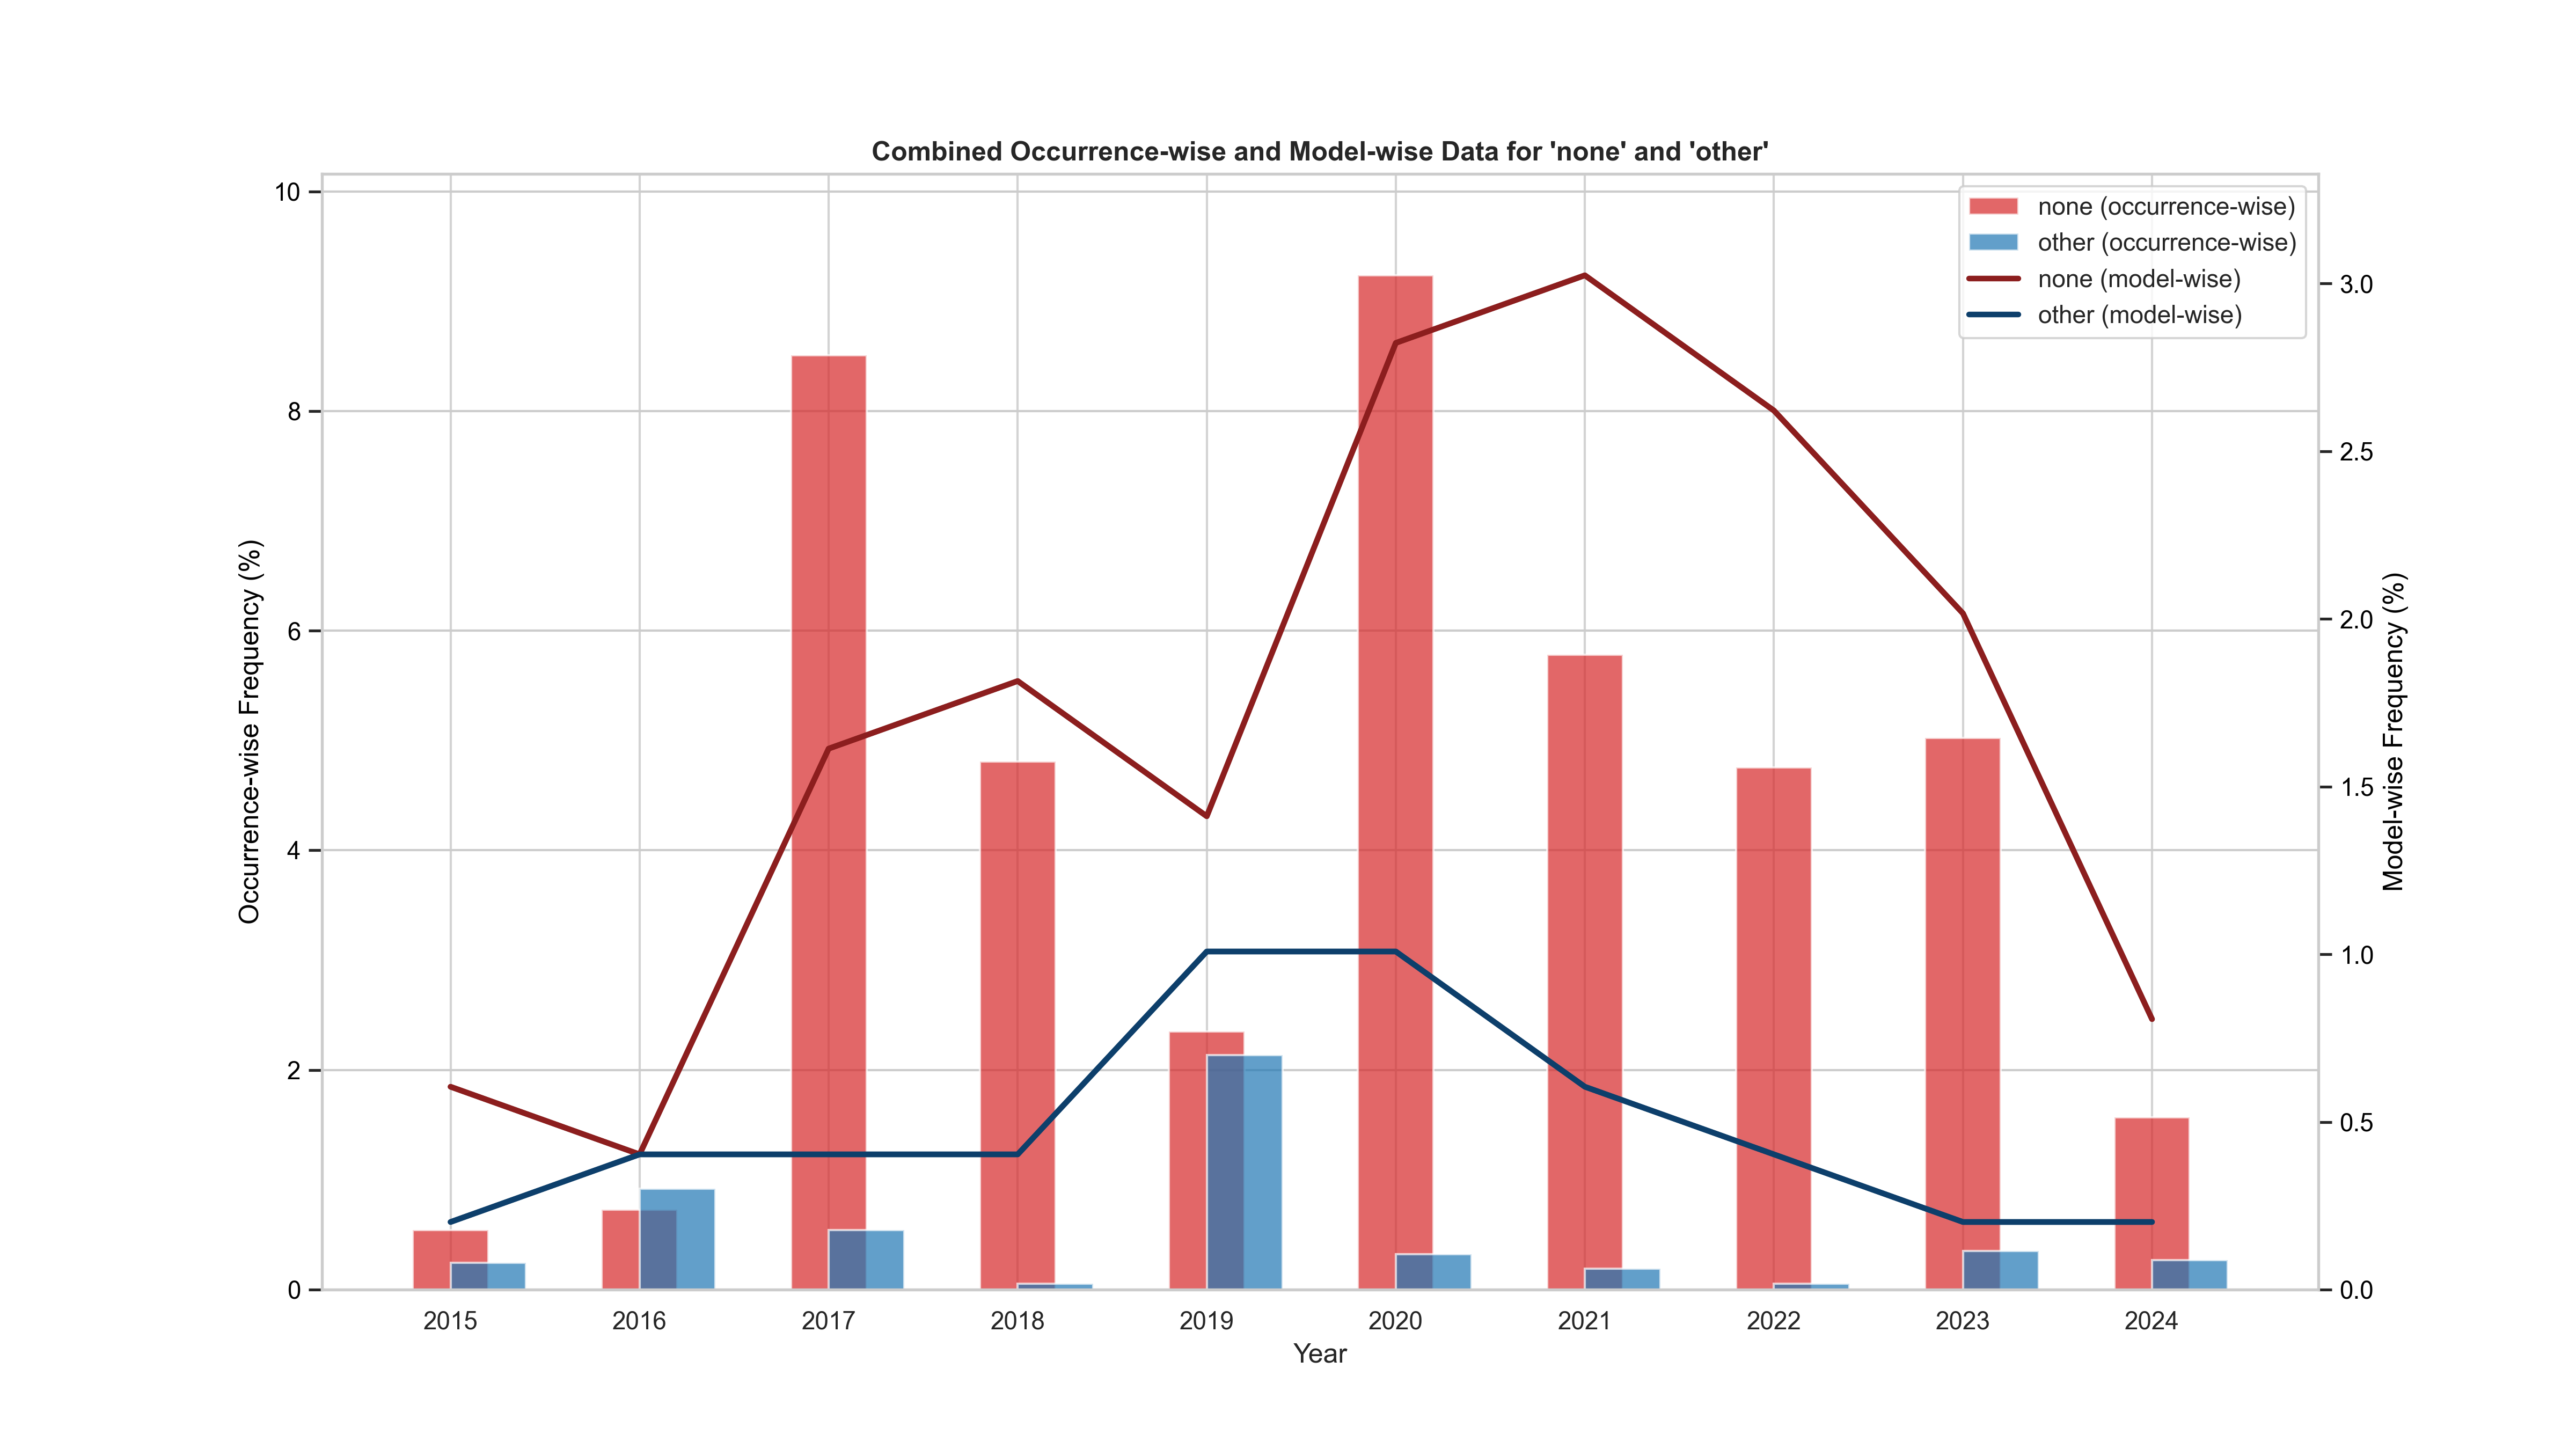 Combined Occurrence-wise and Model-wise Data for 'none' and 'other'
none (occurrence-wise)
other (occurrence-wise)
none (model-wise)
other (model-wise)
Occurrence-wise Frequency (%)
10
8
6
4
2
0
Model-wise Frequency (%)
3.0
2.5
2.0
1.5
1.0
0.5
0.0
2015 2016 2017 2018 2019 2020 2021 2022 2023 2024
Year